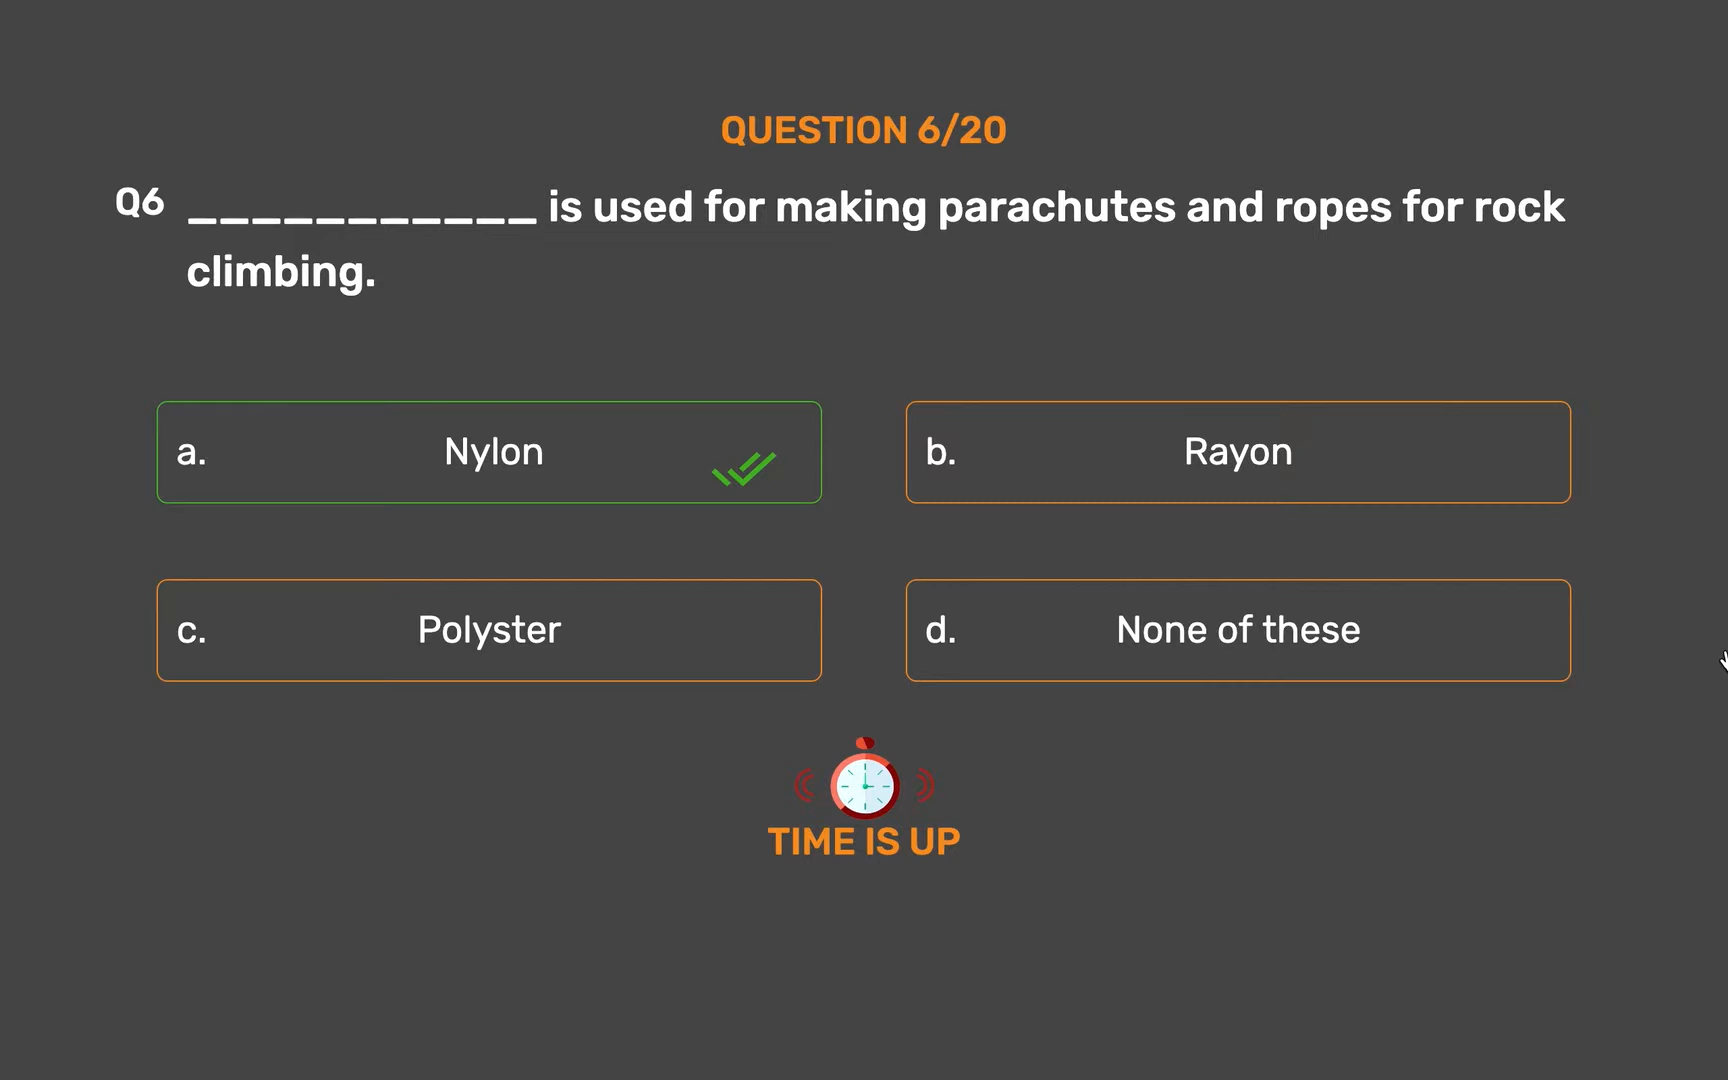 QUESTION 6/20
Q6 ___________ is used for making parachutes and ropes for rock
climbing.
a. Nylon
b. Rayon
c. Polyster
d. None of these
TIME IS UP